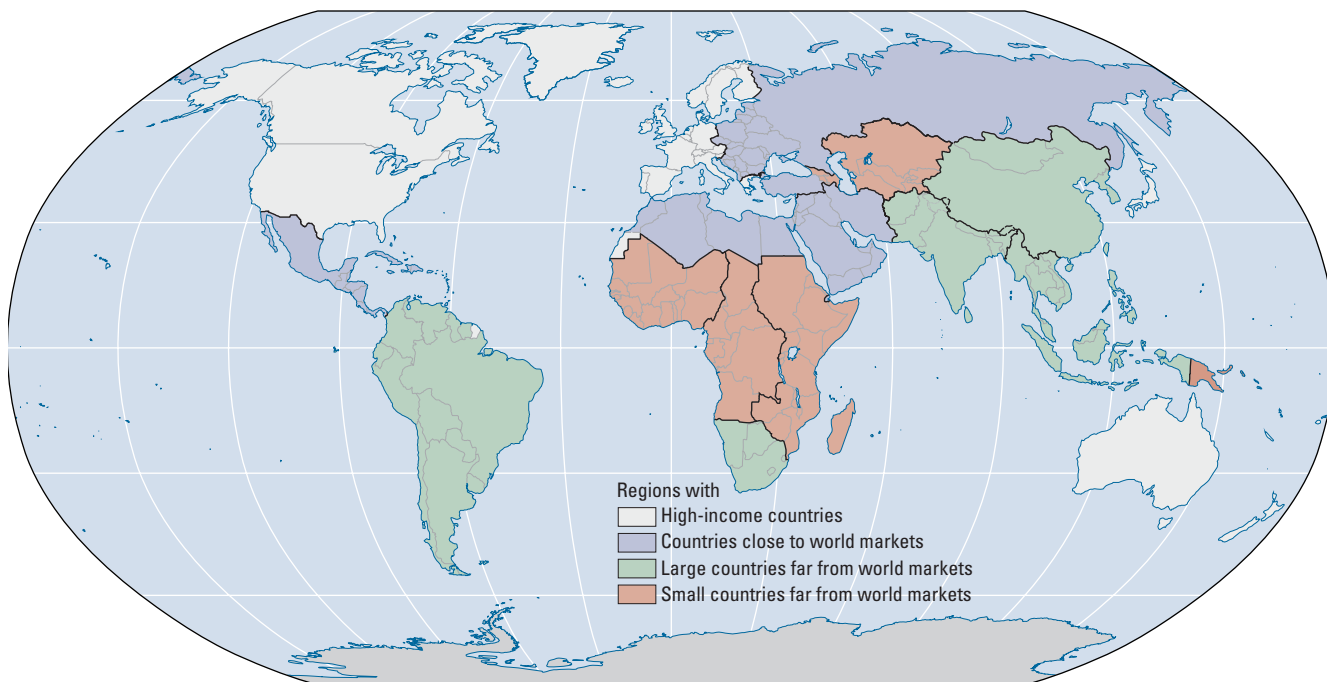 Regions with
High-income countries
Countries close to world markets
Large countries far from world markets
Small countries far from world markets